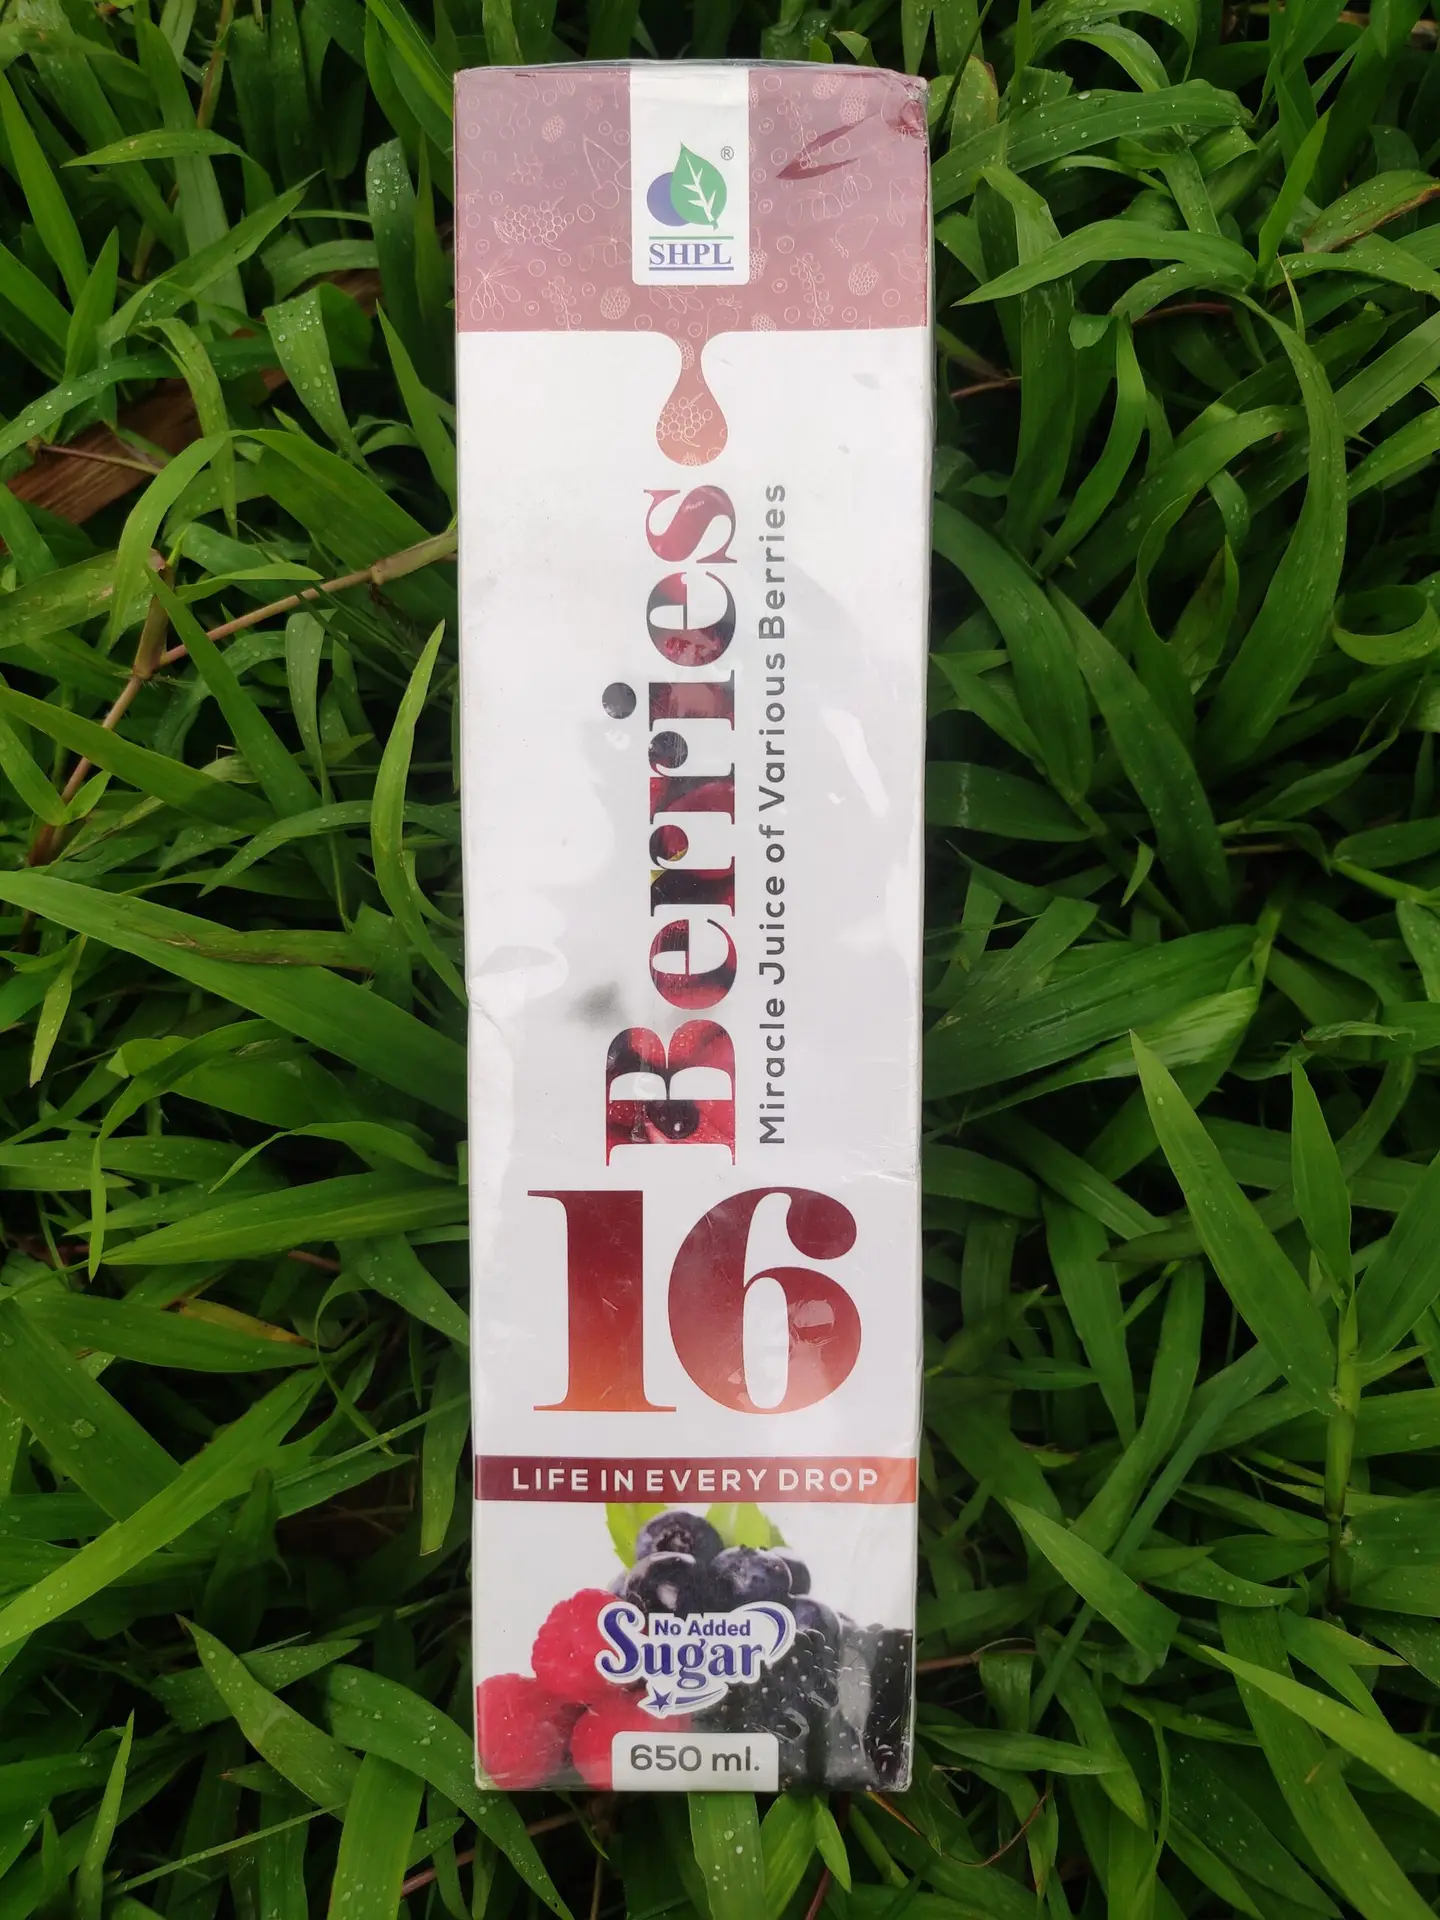 ®
SHPL
16 Berries
Miracle Juice of Various Berries
LIFE IN EVERY DROP
No Added
Sugar
650 ml.